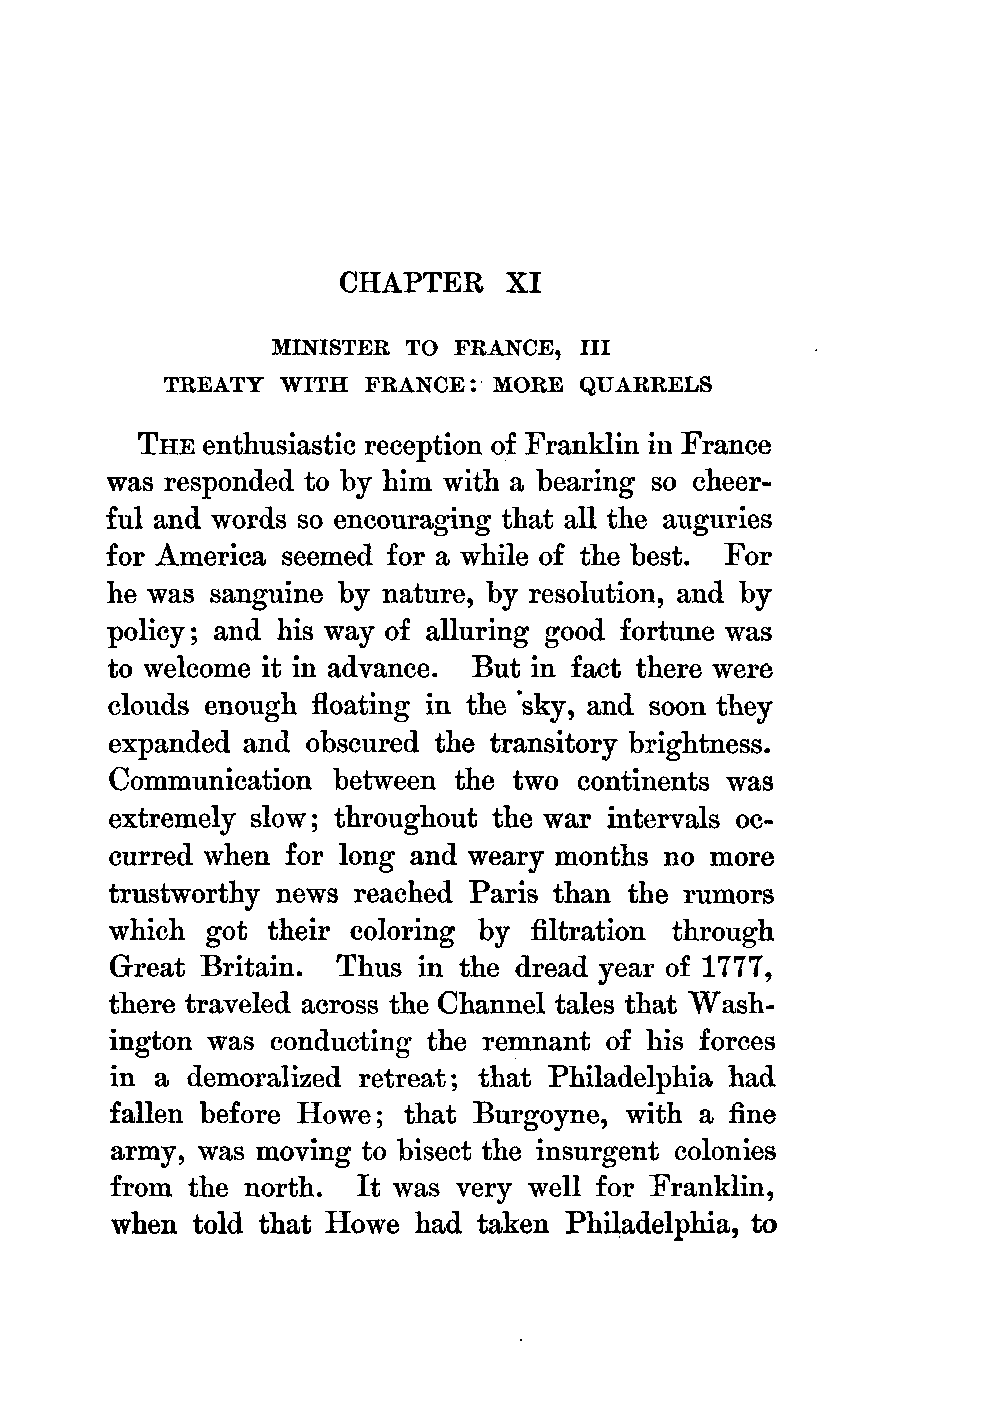 CHAPTER XI
MINISTER TO FRANCE, III
TREATY WITH FRANCE: MORE QUARRELS
THE enthusiastic reception of Franklin in France
was responded to by him with a bearing so cheer-
ful and words so encouraging that all the auguries
for America seemed for a while of the best. For
he was sanguine by nature, by resolution, and by
policy; and his way of alluring good fortune was
to welcome it in advance. But in fact there were
clouds enough floating in the sky, and soon they
expanded and obscured the transitory brightness.
Communication between the two continents was
extremely slow; throughout the war intervals oc-
curred when for long and weary months no more
trustworthy news reached Paris than the rumors
which got their coloring by filtration through
Great Britain. Thus in the dread year of 1777,
there traveled across the Channel tales that Wash-
ington was conducting the remnant of his forces
in a demoralized retreat; that Philadelphia had
fallen before Howe; that Burgoyne, with a fine
army, was moving to bisect the insurgent colonies
from the north. It was very well for Franklin,
when told that Howe had taken Philadelphia, to